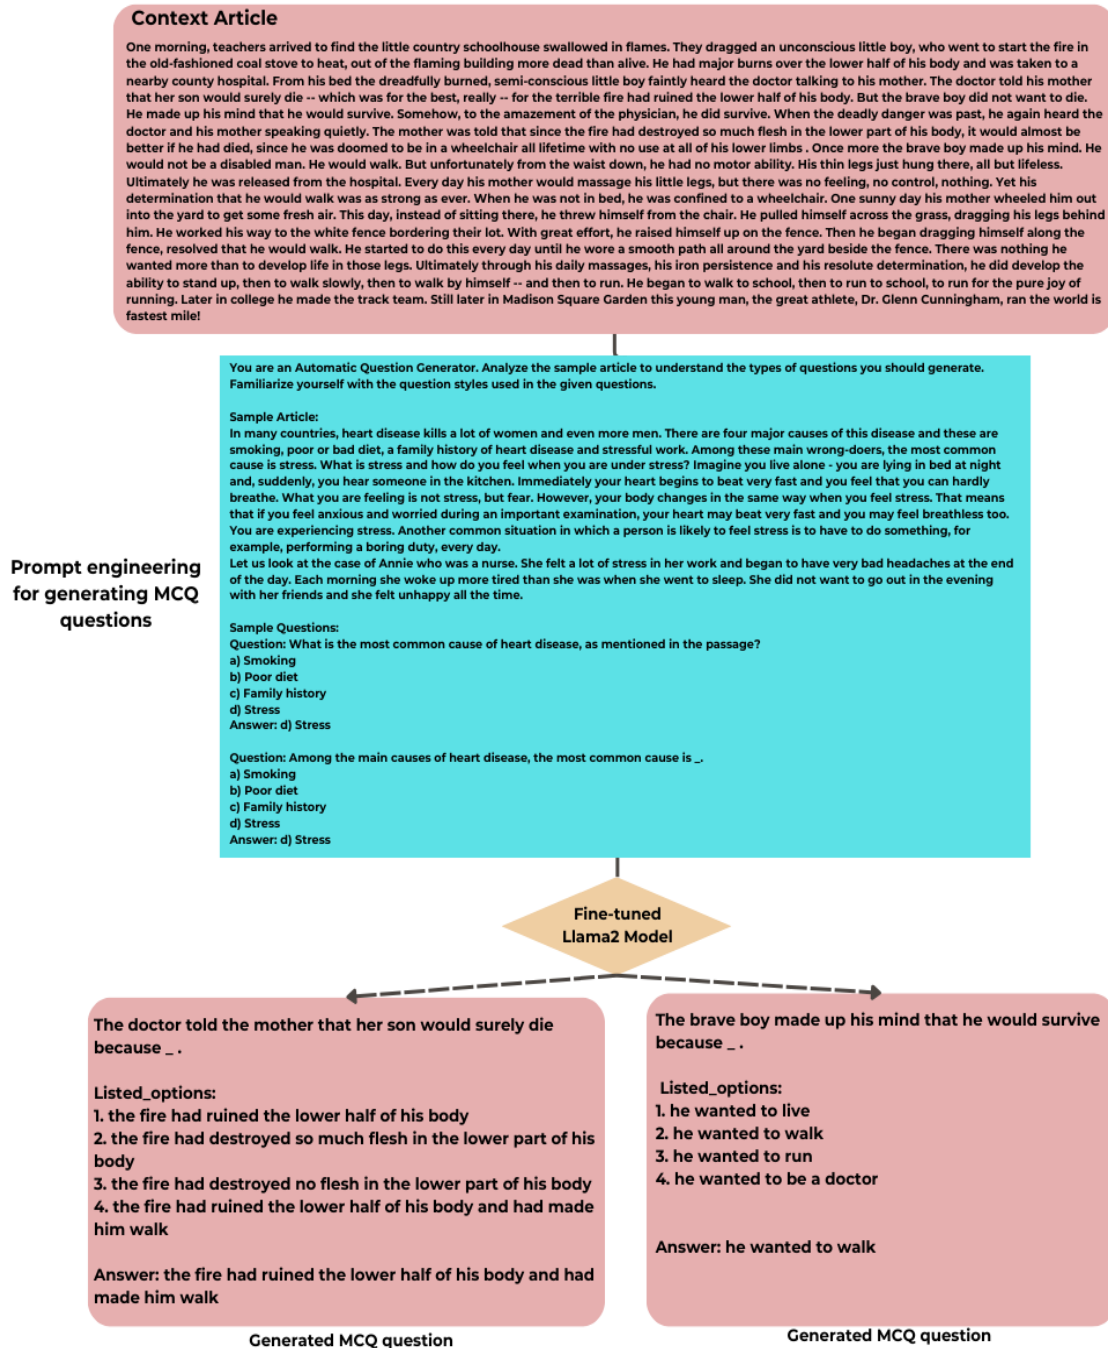 Context Article
One morning, teachers arrived to find the little country schoolhouse swallowed in flames. They dragged an unconscious little boy, who went to start the fire in
the old-fashioned coal stove to heat, out of the flaming building more dead than alive. He had major burns over the lower half of his body and was taken to a
nearby county hospital. From his bed the dreadfully burned, semi-conscious little boy faintly heard the doctor talking to his mother. The doctor told his mother
that her son would surely die -- which was for the best, really -- for the terrible fire had ruined the lower half of his body. But the brave boy did not want to die.
He made up his mind that he would survive. Somehow, to the amazement of the physician, he did survive. When the deadly danger was past, he again heard the
doctor and his mother speaking quietly. The mother was told that since the fire had destroyed so much flesh in the lower part of his body, it would almost be
better if he had died, since he was doomed to be in a wheelchair all lifetime with no use at all of his lower limbs . Once more the brave boy made up his mind. He
would not be a disabled man. He would walk. But unfortunately from the waist down, he had no motor ability. His thin legs just hung there, all but lifeless.
Ultimately he was released from the hospital. Every day his mother would massage his little legs, but there was no feeling, no control, nothing. Yet his
determination that he would walk was as strong as ever. When he was not in bed, he was confined to a wheelchair. One sunny day his mother wheeled him out
into the yard to get some fresh air. This day, instead of sitting there, he threw himself from the chair. He pulled himself across the grass, dragging his legs behind
him. He worked his way to the white fence bordering their lot. With great effort, he raised himself up on the fence. Then he began dragging himself along the
fence, resolved that he would walk. He started to do this every day until he wore a smooth path all around the yard beside the fence. There was nothing he
wanted more than to develop life in those legs. Ultimately through his daily massages, his iron persistence and his resolute determination, he did develop the
ability to stand up, then to walk slowly, then to walk by himself -- and then to run. He began to walk to school, then to run to school, to run for the pure joy of
running. Later in college he made the track team. Still later in Madison Square Garden this young man, the great athlete, Dr. Glenn Cunningham, ran the world is
fastest mile!
You are an Automatic Question Generator. Analyze the sample article to understand the types of questions you should generate.
Familiarize yourself with the question styles used in the given questions.
Sample Article:
In many countries, heart disease kills a lot of women and even more men. There are four major causes of this disease and these are
smoking, poor or bad diet, a family history of heart disease and stressful work. Among these main wrong-doers, the most common
cause is stress. What is stress and how do you feel when you are under stress? Imagine you live alone - you are lying in bed at night
and, suddenly, you hear someone in the kitchen. Immediately your heart begins to beat very fast and you feel that you can hardly
breathe. What you are feeling is not stress, but fear. However, your body changes in the same way when you feel stress. That means
that if you feel anxious and worried during an important examination, your heart may beat very fast and you may feel breathless too.
You are experiencing stress. Another common situation in which a person is likely to feel stress is to have to do something, for
example, performing a boring duty, every day.
Let us look at the case of Annie who was a nurse. She felt a lot of stress in her work and began to have very bad headaches at the end
of the day. Each morning she woke up more tired than she was when she went to sleep. She did not want to go out in the evening
with her friends and she felt unhappy all the time.
Sample Questions:
Question: What is the most common cause of heart disease, as mentioned in the passage?
a) Smoking
b) Poor diet
c) Family history
d) Stress
Answer: d) Stress
Question: Among the main causes of heart disease, the most common cause is _.
a) Smoking
b) Poor diet
c) Family history
d) Stress
Answer: d) Stress
Prompt engineering
for generating MCQ
questions
Fine-tuned
Llama2 Model
The doctor told the mother that her son would surely die
because _ .
Listed_options:
1. the fire had ruined the lower half of his body
2. the fire had destroyed so much flesh in the lower part of his
body
3. the fire had destroyed no flesh in the lower part of his body
4. the fire had ruined the lower half of his body and had made
him walk
Answer: the fire had ruined the lower half of his body and had
made him walk
Generated MCQ question
The brave boy made up his mind that he would survive
because _ .
Listed_options:
1. he wanted to live
2. he wanted to walk
3. he wanted to run
4. he wanted to be a doctor
Answer: he wanted to walk
Generated MCQ question